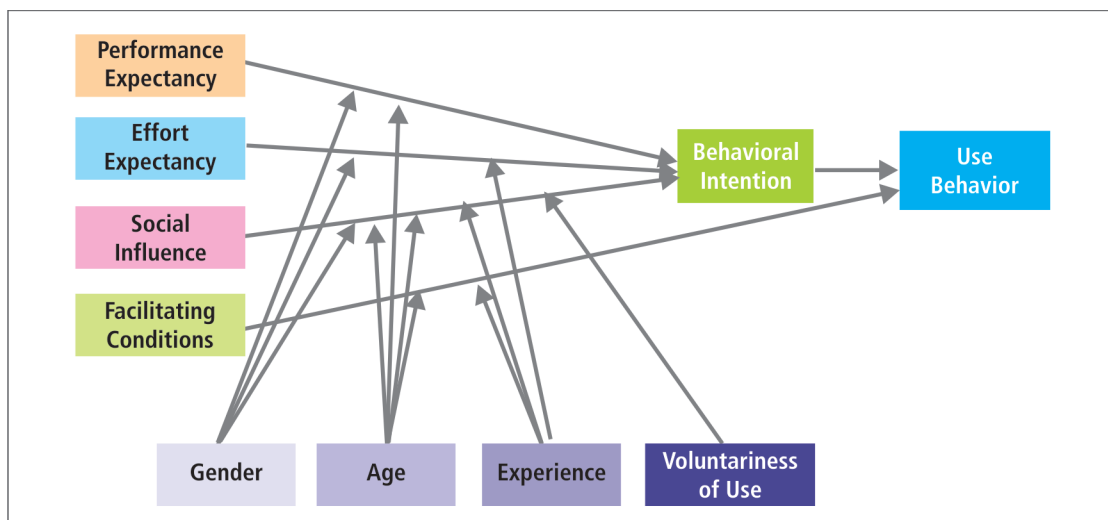 Performance
Expectancy
Effort
Expectancy
Social
Influence
Facilitating
Conditions
Behavioral
Intention
Use
Behavior
Gender
Age
Experience
Voluntariness
of Use